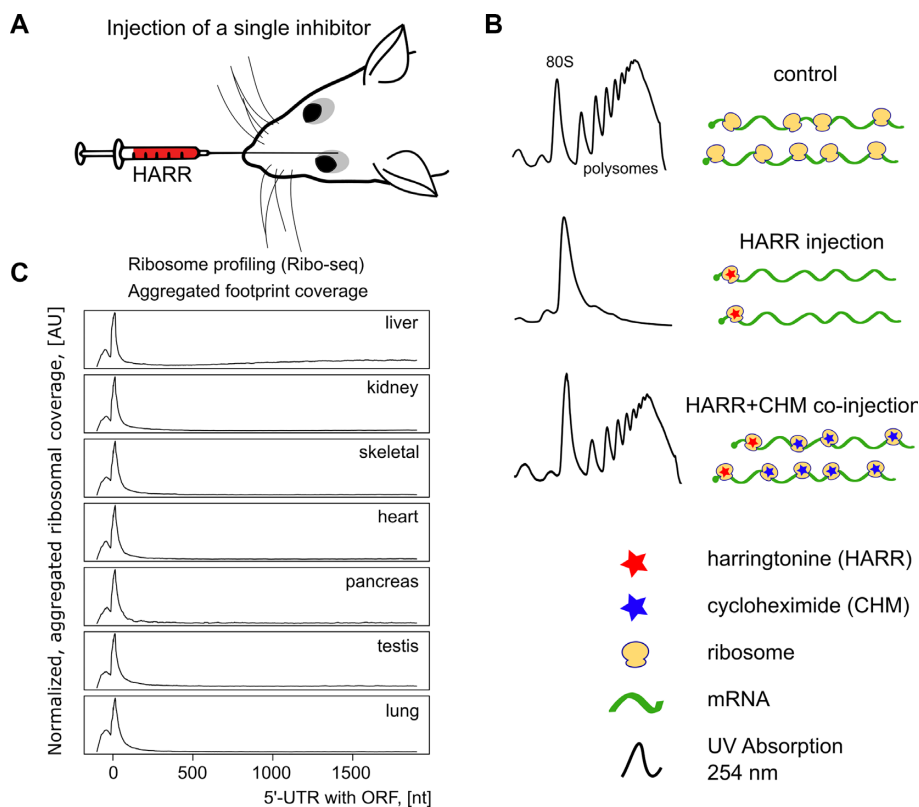 A
Injection of a single inhibitor
HARR
B
80S
polysomes
control
HARR injection
HARR+CHM co-injection
harringtonine (HARR)
cycloheximide (CHM)
ribosome
mRNA
UV Absorption
254 nm
C
Ribosome profiling (Ribo-seq)
Aggregated footprint coverage
Normalized, aggregated ribosomal coverage, [AU]
liver
kidney
skeletal
heart
pancreas
testis
lung
0 500 1000 1500
5'-UTR with ORF, [nt]